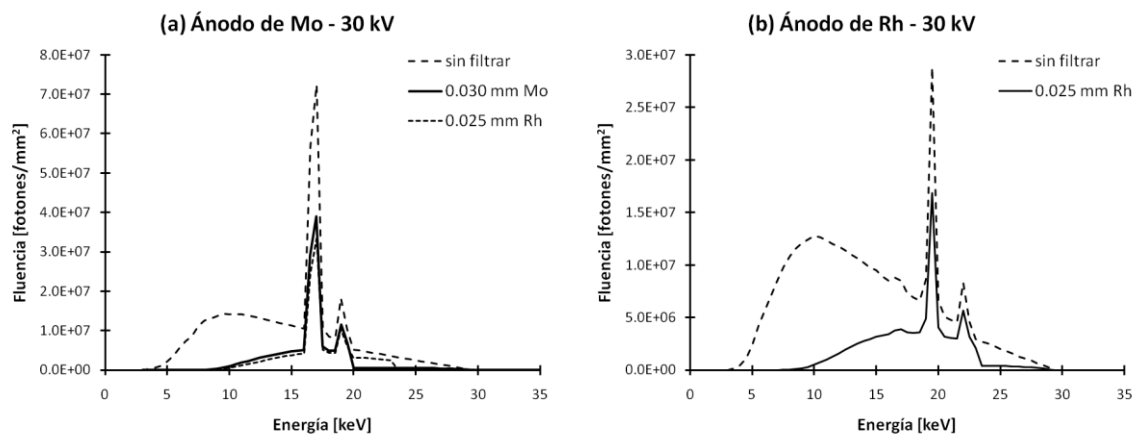 (a) Ánodo de Mo - 30 kV
8.0E+07
7.0E+07
6.0E+07
5.0E+07
4.0E+07
3.0E+07
2.0E+07
1.0E+07
0.0E+00
Fluencia [fotones/mm²]
sin filtrar
0.030 mm Mo
0.025 mm Rh
0 5 10 15 20 25 30 35
Energía [keV]
(b) Ánodo de Rh - 30 kV
3.0E+07
2.5E+07
2.0E+07
1.5E+07
1.0E+07
5.0E+06
0.0E+00
Fluencia [fotones/mm²]
sin filtrar
0.025 mm Rh
0 5 10 15 20 25 30 35
Energía [keV]